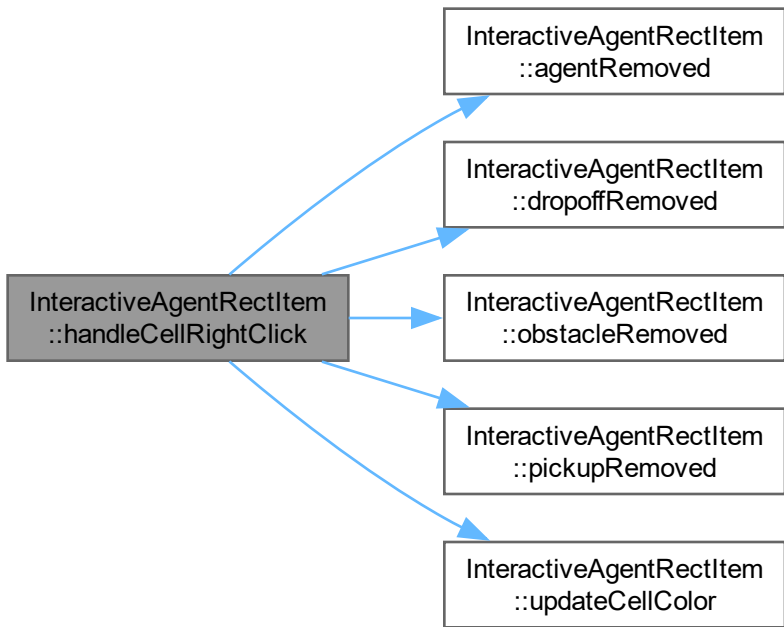 InteractiveAgentRectItem
::agentRemoved
InteractiveAgentRectItem
::dropoffRemoved
InteractiveAgentRectItem
::handleCellRightClick
InteractiveAgentRectItem
::obstacleRemoved
InteractiveAgentRectItem
::pickupRemoved
InteractiveAgentRectItem
::updateCellColor